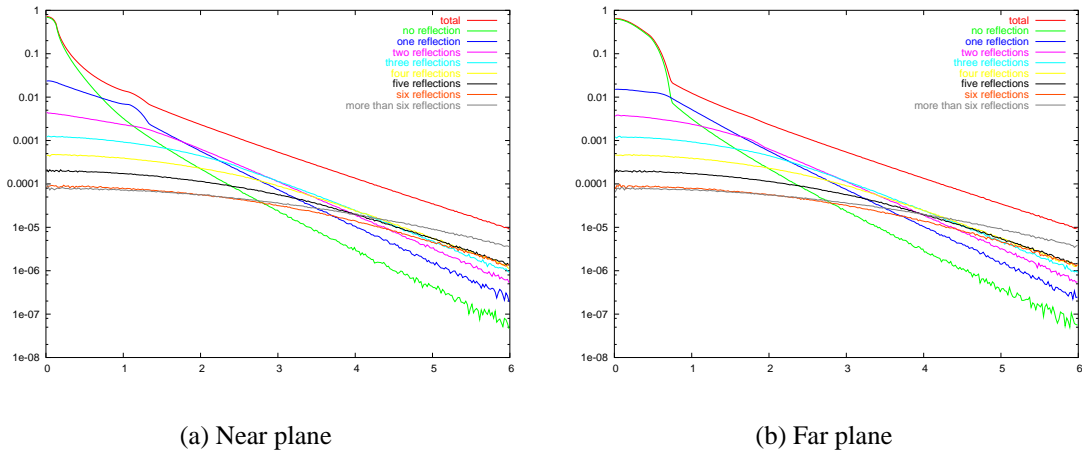 1
0.1
0.01
0.001
0.0001
1e-05
1e-06
1e-07
1e-08
0 1 2 3 4 5 6
total
no reflection
one reflection
two reflections
three reflections
four reflections
five reflections
six reflections
more than six reflections
(a) Near plane
1
0.1
0.01
0.001
0.0001
1e-05
1e-06
1e-07
1e-08
0 1 2 3 4 5 6
total
no reflection
one reflection
two reflections
three reflections
four reflections
five reflections
six reflections
more than six reflections
(b) Far plane